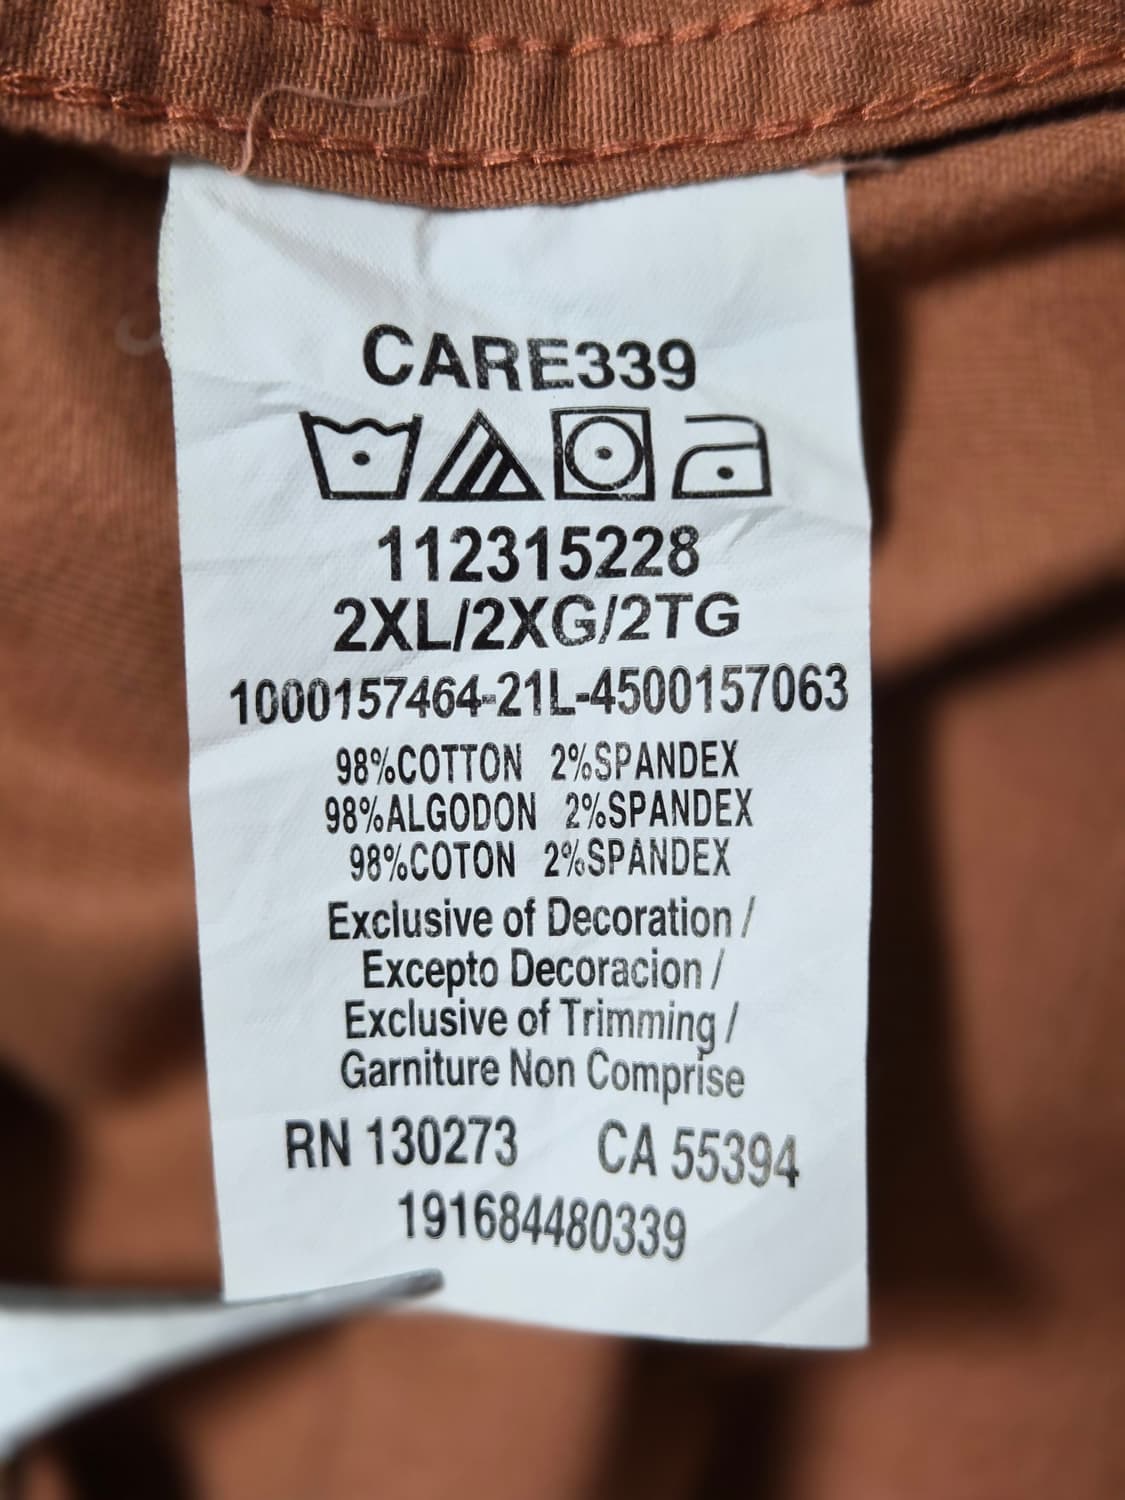 CARE339
112315228
2XL/2XG/2TG
1000157464-21L-4500157063
98%COTTON 2%SPANDEX
98%ALGODON 2%SPANDEX
98%COTON 2%SPANDEX
Exclusive of Decoration /
Excepto Decoracion /
Exclusive of Trimming /
Garniture Non Comprise
RN 130273 CA 55394
191684480339